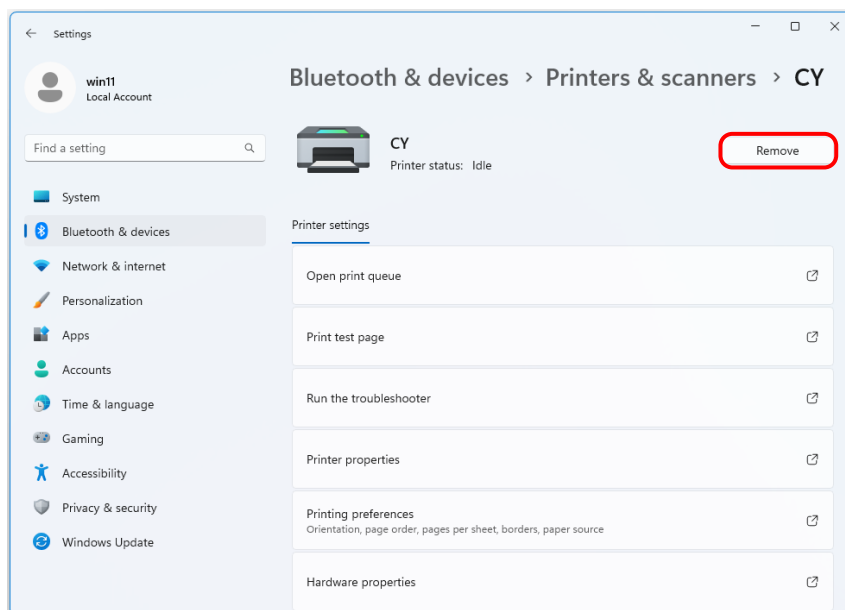 Settings
win11
Local Account
Find a setting
System
Bluetooth & devices
Network & internet
Personalization
Apps
Accounts
Time & language
Gaming
Accessibility
Privacy & security
Windows Update
Bluetooth & devices > Printers & scanners > CY
CY
Printer status: Idle
Remove
Printer settings
Open print queue
Print test page
Run the troubleshooter
Printer properties
Printing preferences
Orientation, page order, pages per sheet, borders, paper source
Hardware properties